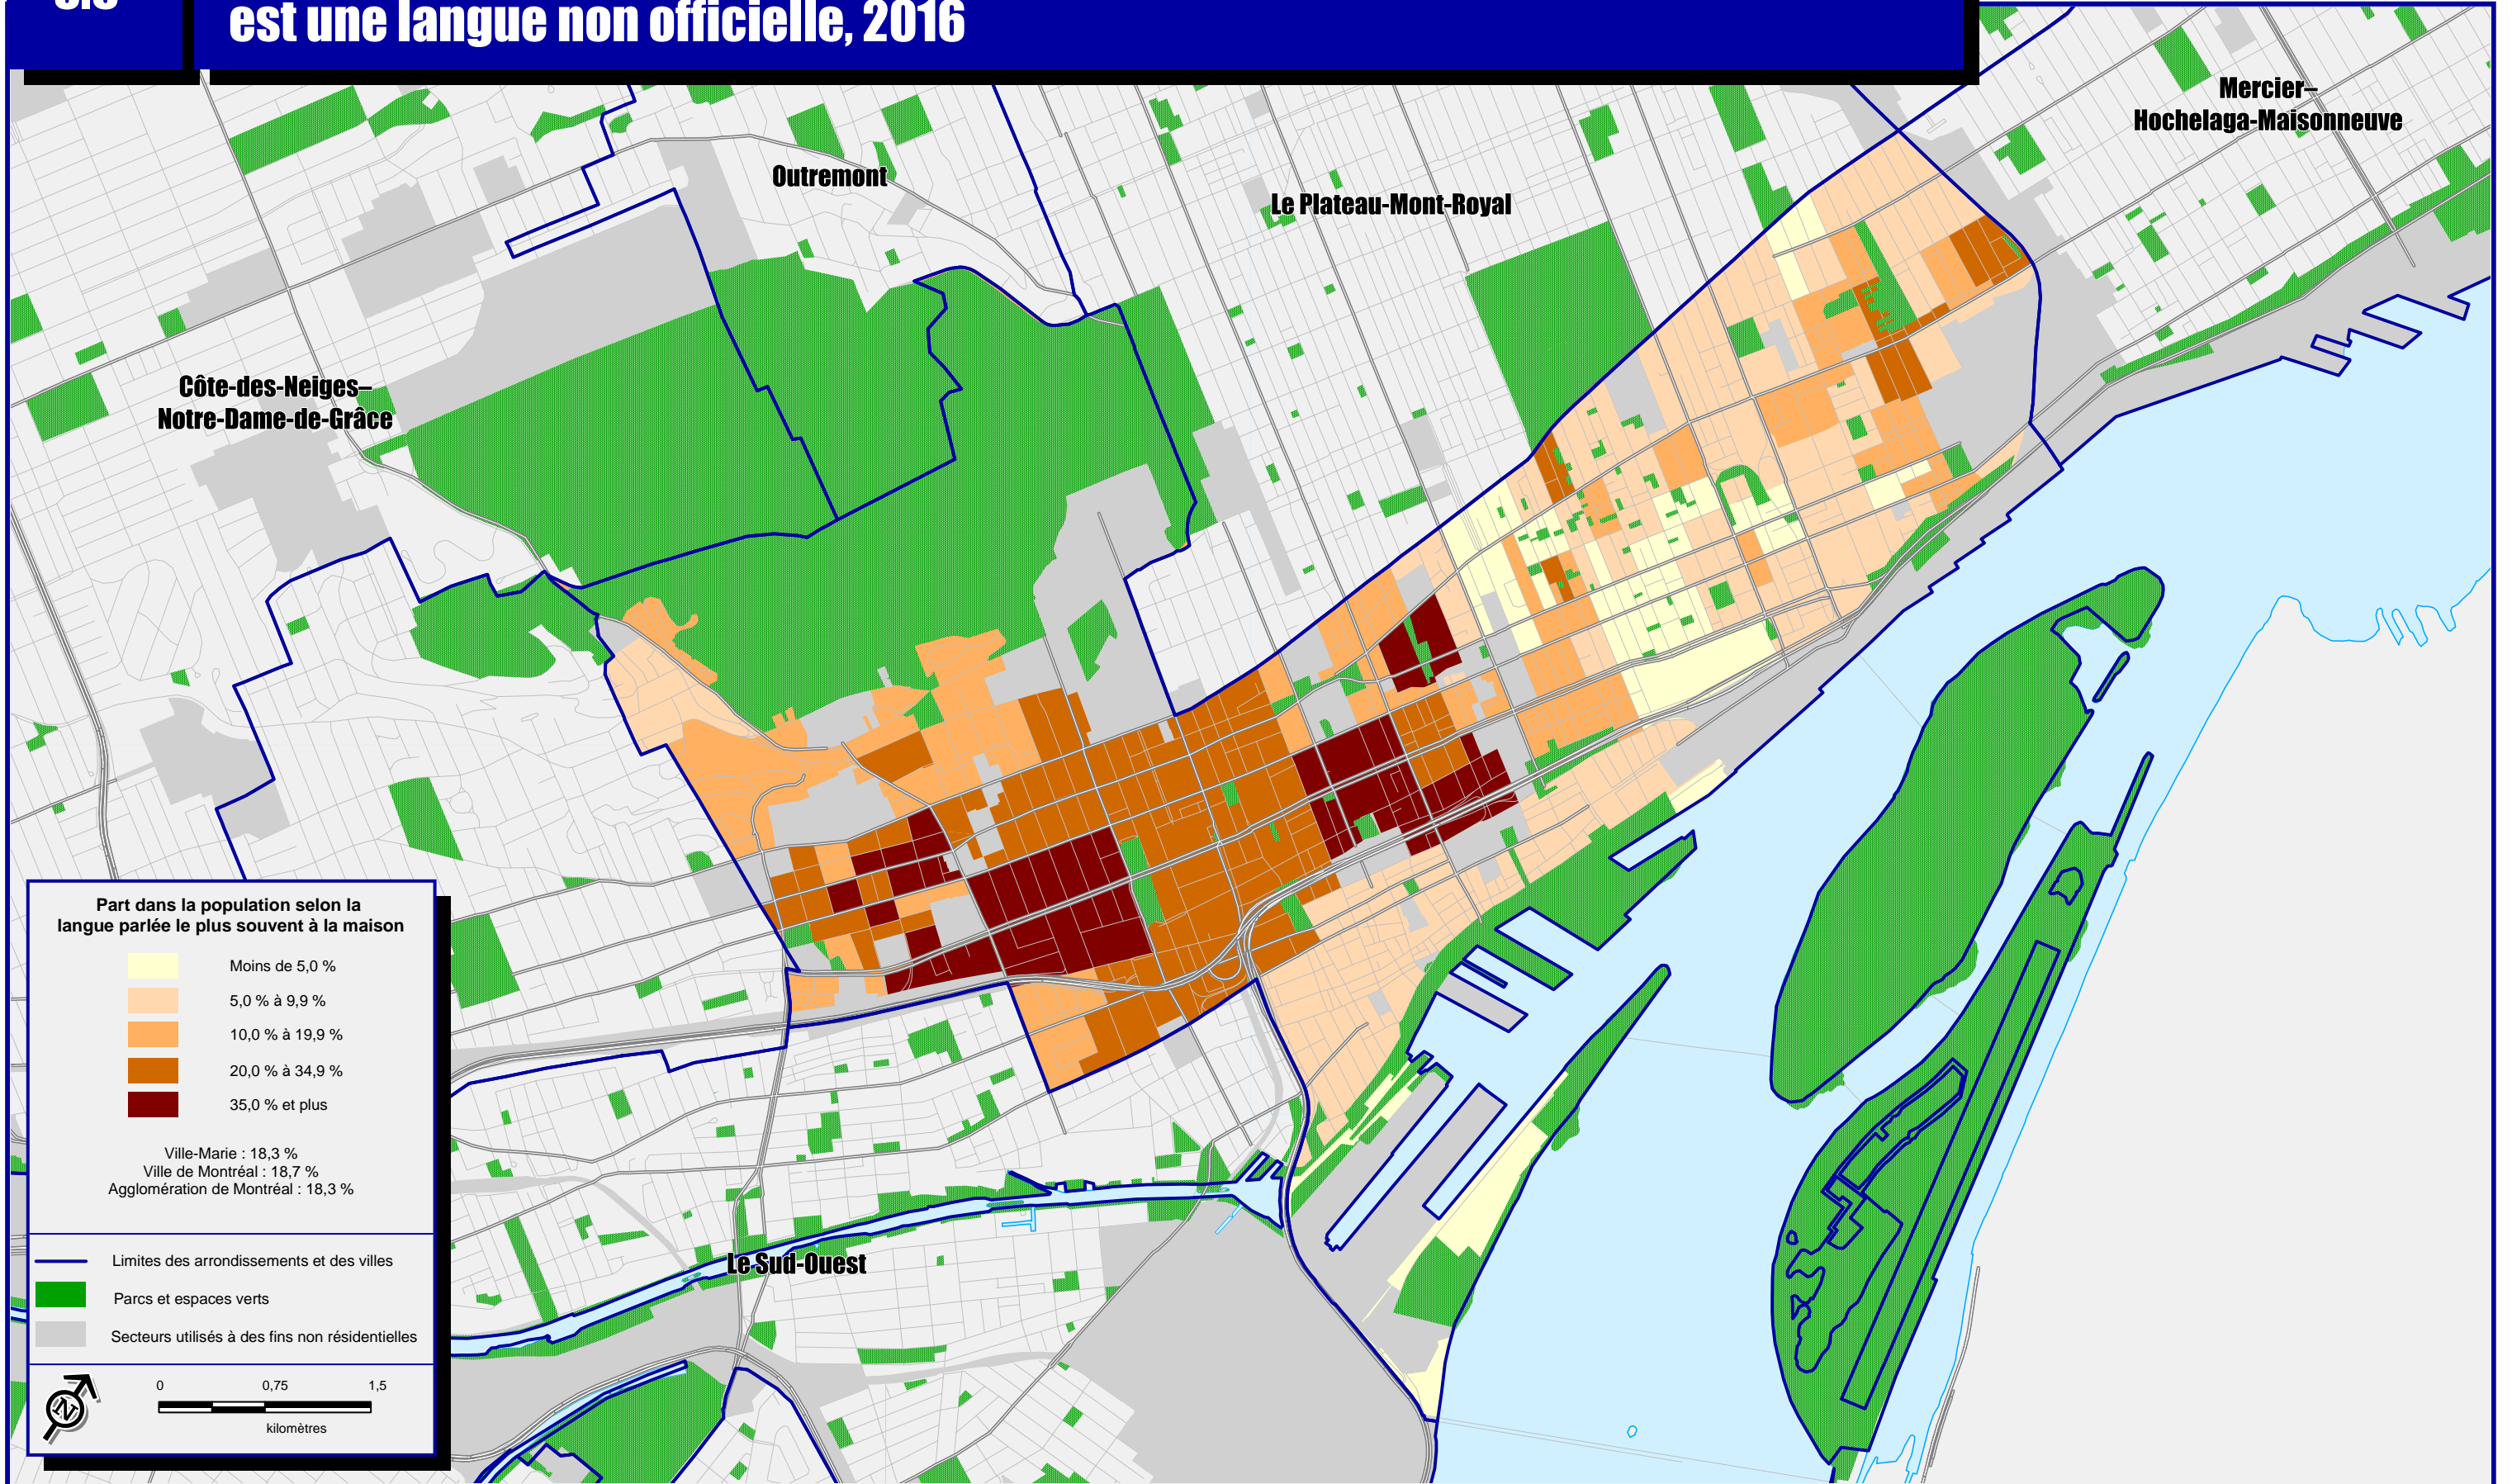 est une langue non officielle, 2016
Mercier–
Hochelaga-Maisonneuve
Outremont
Le Plateau-Mont-Royal
Côte-des-Neiges–
Notre-Dame-de-Grâce
Le Sud-Ouest
Part dans la population selon la
langue parlée le plus souvent à la maison
Moins de 5,0 %
5,0 % à 9,9 %
10,0 % à 19,9 %
20,0 % à 34,9 %
35,0 % et plus
Ville-Marie : 18,3 %
Ville de Montréal : 18,7 %
Agglomération de Montréal : 18,3 %
Limites des arrondissements et des villes
Parcs et espaces verts
Secteurs utilisés à des fins non résidentielles
N
0 0,75 1,5
kilomètres